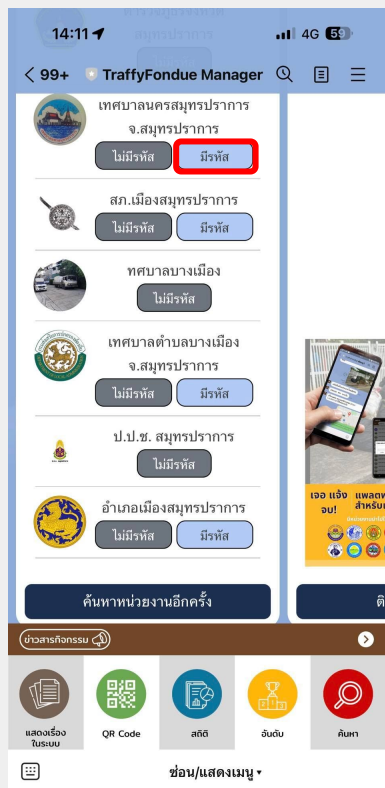 14:11
4G 59
99+ TraffyFondue Manager
เทศบาลนครสมุทรปราการ
จ.สมุทรปราการ
ไม่มีรหัส มีรหัส
สภ.เมืองสมุทรปราการ
ไม่มีรหัส มีรหัส
ทศบาลบางเมือง
ไม่มีรหัส
เทศบาลตำบลบางเมือง
จ.สมุทรปราการ
ไม่มีรหัส มีรหัส
ป.ป.ช. สมุทรปราการ
ไม่มีรหัส
อำเภอเมืองสมุทรปราการ
ไม่มีรหัส มีรหัส
เจอ แจ้ง
จบ!
แพลตฟ
สำหรับเ
ค้นหาหน่วยงานอีกครั้ง
ติ
ข่าวสารกิจกรรม
แสดงเรื่อง
ในระบบ
QR Code
สถิติ
อันดับ
ค้นหา
ซ่อน/แสดงเมนู